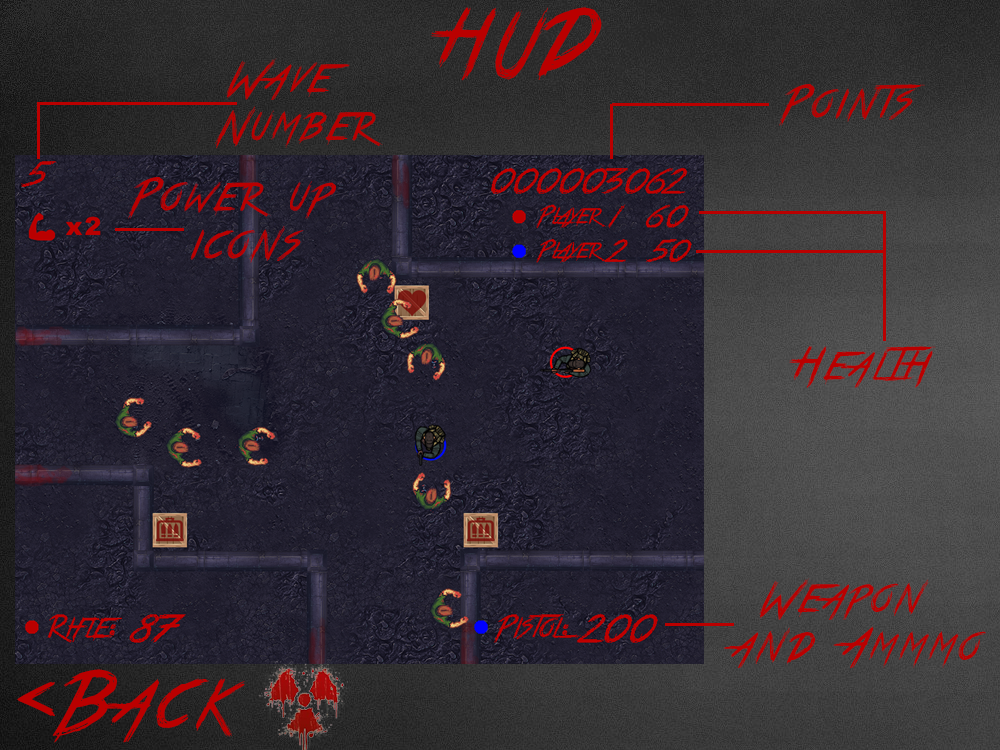 HUD
WAVE
NUMBER
POINTS
5
000003062
POWER UP
ICONS
x2
PLAYER 1 60
PLAYER 2 50
HEALTH
RIFLE: 87
PISTOL: 200
WEAPON
AND AMMMO
<BACK